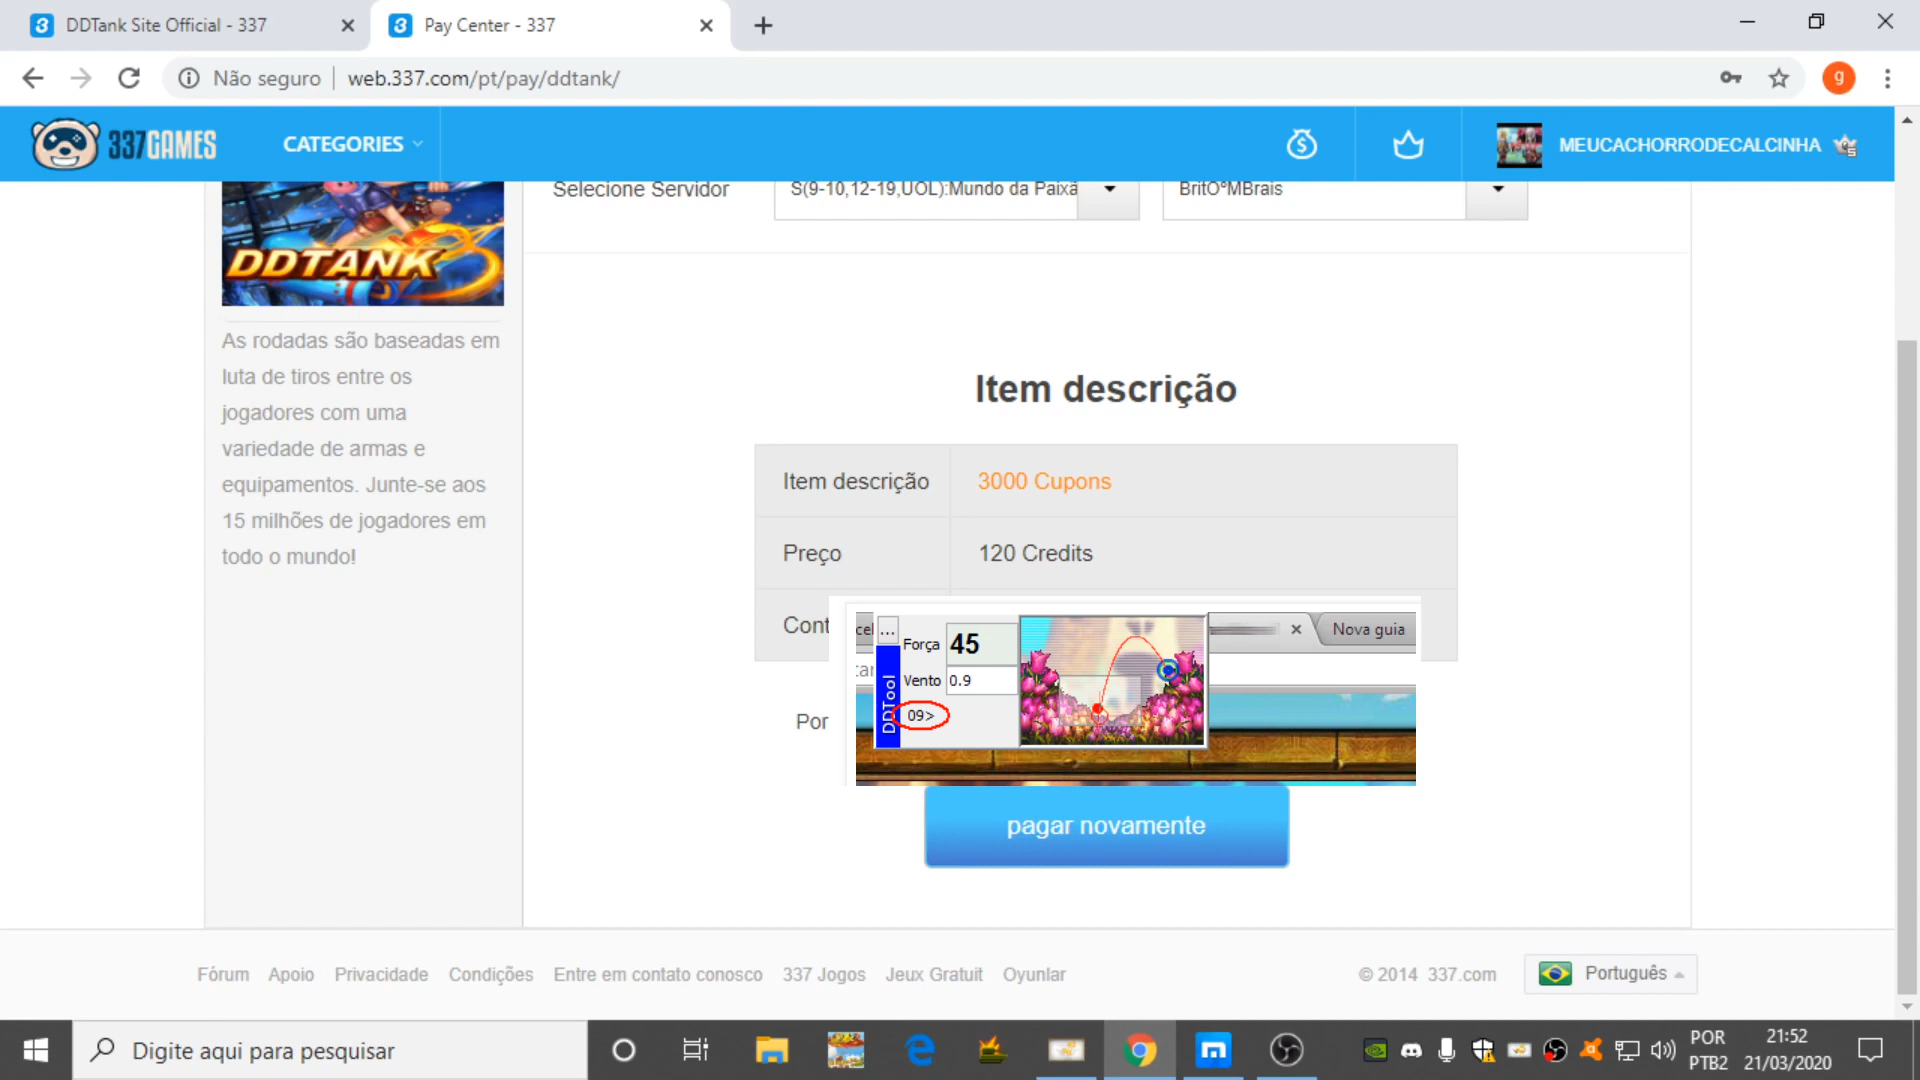 DDTank Site Official - 337
Pay Center - 337
Não seguro
web.337.com/pt/pay/ddtank/
337GAMES
CATEGORIES
MEUCACHORRODECALCINHA
Selecione Servidor
S(9-10,12-19,UOL):Mundo da Paixã
BritO°MBrais
DDTANK
As rodadas são baseadas em
luta de tiros entre os
jogadores com uma
variedade de armas e
equipamentos. Junte-se aos
15 milhões de jogadores em
todo o mundo!
Item descrição
Item descrição
3000 Cupons
Preço
120 Credits
Cont
Força
45
Nova guia
Vento
0.9
DDTool
09>
Por
pagar novamente
Fórum
Apoio
Privacidade
Condições
Entre em contato conosco
337 Jogos
Jeux Gratuit
Oyunlar
© 2014 337.com
Português
Digite aqui para pesquisar
POR
PTB2
21:52
21/03/2020